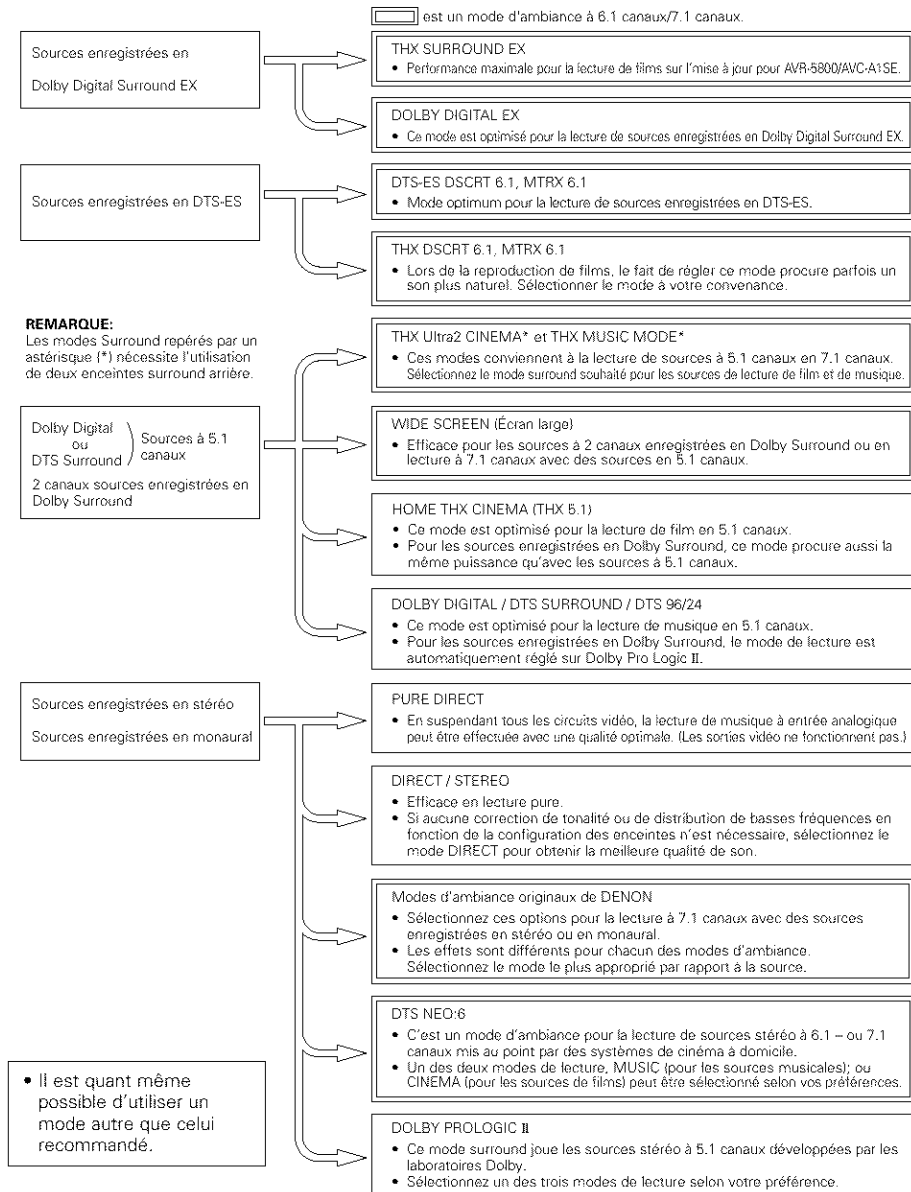 est un mode d'ambiance à 6.1 canaux/7.1 canaux.
Sources enregistrées en
Dolby Digital Surround EX
THX SURROUND EX
• Performance maximale pour la lecture de films sur l'mise à jour pour AVR-5800/AVC-A1SE.
DOLBY DIGITAL EX
• Ce mode est optimisé pour la lecture de sources enregistrées en Dolby Digital Surround EX.
Sources enregistrées en DTS-ES
DTS-ES DSCRT 6.1, MTRX 6.1
• Mode optimum pour la lecture de sources enregistrées en DTS-ES.
THX DSCRT 6.1, MTRX 6.1
• Lors de la reproduction de films, le fait de régler ce mode procure parfois un
son plus naturel. Sélectionner le mode à votre convenance.
REMARQUE:
Les modes Surround repérés par un
astérisque (*) nécessite l'utilisation
de deux enceintes surround arrière.
Dolby Digital
ou
DTS Surround
Sources à 5.1
canaux
2 canaux sources enregistrées en
Dolby Surround
THX Ultra2 CINEMA* et THX MUSIC MODE*
• Ces modes conviennent à la lecture de sources à 5.1 canaux en 7.1 canaux.
Sélectionnez le mode surround souhaité pour les sources de lecture de film et de musique.
WIDE SCREEN (Écran large)
• Efficace pour les sources à 2 canaux enregistrées en Dolby Surround ou en
lecture à 7.1 canaux avec des sources en 5.1 canaux.
HOME THX CINEMA (THX 5.1)
• Ce mode est optimisé pour la lecture de film en 5.1 canaux.
• Pour les sources enregistrées en Dolby Surround, ce mode procure aussi la
même puissance qu'avec les sources à 5.1 canaux.
DOLBY DIGITAL / DTS SURROUND / DTS 96/24
• Ce mode est optimisé pour la lecture de musique en 5.1 canaux.
• Pour les sources enregistrées en Dolby Surround, le mode de lecture est
automatiquement réglé sur Dolby Pro Logic II.
Sources enregistrées en stéréo
Sources enregistrées en monaural
PURE DIRECT
• En suspendant tous les circuits vidéo, la lecture de musique à entrée analogique
peut être effectuée avec une qualité optimale. (Les sorties vidéo ne fonctionnent pas.)
DIRECT / STEREO
• Efficace en lecture pure.
• Si aucune correction de tonalité ou de distribution de basses fréquences en
fonction de la configuration des enceintes n'est nécessaire, sélectionnez le
mode DIRECT pour obtenir la meilleure qualité de son.
Modes d'ambiance originaux de DENON
• Sélectionnez ces options pour la lecture à 7.1 canaux avec des sources
enregistrées en stéréo ou en monaural.
• Les effets sont différents pour chacun des modes d'ambiance.
Sélectionnez le mode le plus approprié par rapport à la source.
DTS NEO:6
• C'est un mode d'ambiance pour la lecture de sources stéréo à 6.1 – ou 7.1
canaux mis au point par des systèmes de cinéma à domicile.
• Un des deux modes de lecture, MUSIC (pour les sources musicales); ou
CINEMA (pour les sources de films) peut être sélectionné selon vos préférences.
• Il est quant même
possible d'utiliser un
mode autre que celui
recommandé.
DOLBY PROLOGIC II
• Ce mode surround joue les sources stéréo à 5.1 canaux développées par les
laboratoires Dolby.
• Sélectionnez un des trois modes de lecture selon votre préférence.